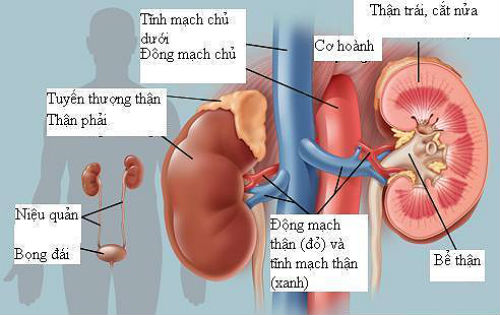 Tĩnh mạch chủ
dưới
Động mạch chủ
Cơ hoành
Thận trái, cắt nửa
Tuyến thượng thận
Thận phải
Niệu quản
Bọng đái
Động mạch
thận (đỏ) và
tĩnh mạch thận
(xanh)
Bể thận